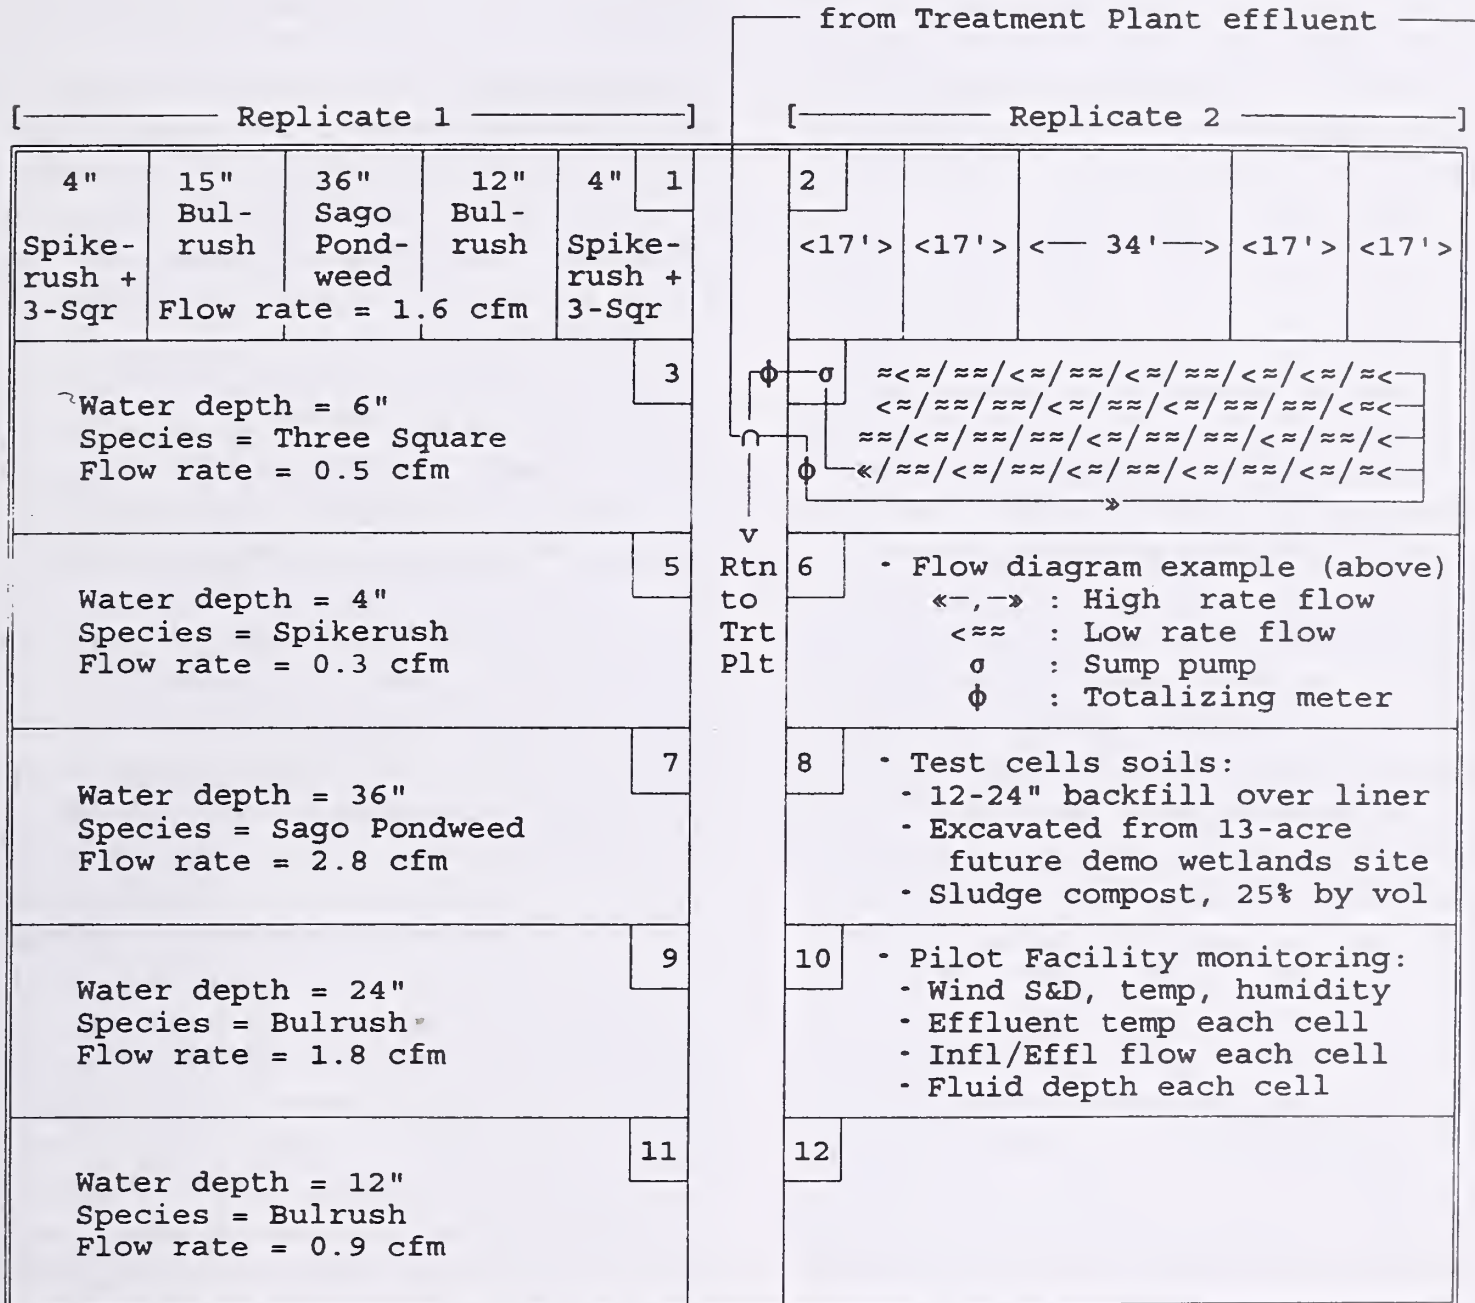 from Treatment Plant effluent
[ Replicate 1 ]
[ Replicate 2 ]
4" 15" 36" 12" 4" 1
Bul- Sago Bul-
Spike- rush Pond- rush Spike-
rush + weed rush +
3-Sqr Flow rate = 1.6 cfm 3-Sqr
2
<17'> <17'> <— 34'—> <17'> <17'>
3
Water depth = 6"
Species = Three Square
Flow rate = 0.5 cfm
ϕ σ ≈<≈/≈≈/<≈/≈≈/<≈/≈≈/<≈/<≈/≈<
<≈/≈≈/≈≈/<≈/≈≈/<≈/≈≈/≈≈/<≈<
∩ ≈≈/<≈/≈≈/≈≈/<≈/≈≈/≈≈/<≈/≈≈/<
ϕ «/≈≈/<≈/≈≈/<≈/≈≈/<≈/≈≈/<≈/≈<
»
v
Rtn
to
Trt
Plt
5
Water depth = 4"
Species = Spikerush
Flow rate = 0.3 cfm
6
- Flow diagram example (above)
«—,—» : High rate flow
<≈≈ : Low rate flow
σ : Sump pump
ϕ : Totalizing meter
7
Water depth = 36"
Species = Sago Pondweed
Flow rate = 2.8 cfm
8
- Test cells soils:
- 12-24" backfill over liner
- Excavated from 13-acre
future demo wetlands site
- Sludge compost, 25% by vol
9
Water depth = 24"
Species = Bulrush
Flow rate = 1.8 cfm
10
- Pilot Facility monitoring:
- Wind S&D, temp, humidity
- Effluent temp each cell
- Infl/Effl flow each cell
- Fluid depth each cell
11
Water depth = 12"
Species = Bulrush
Flow rate = 0.9 cfm
12